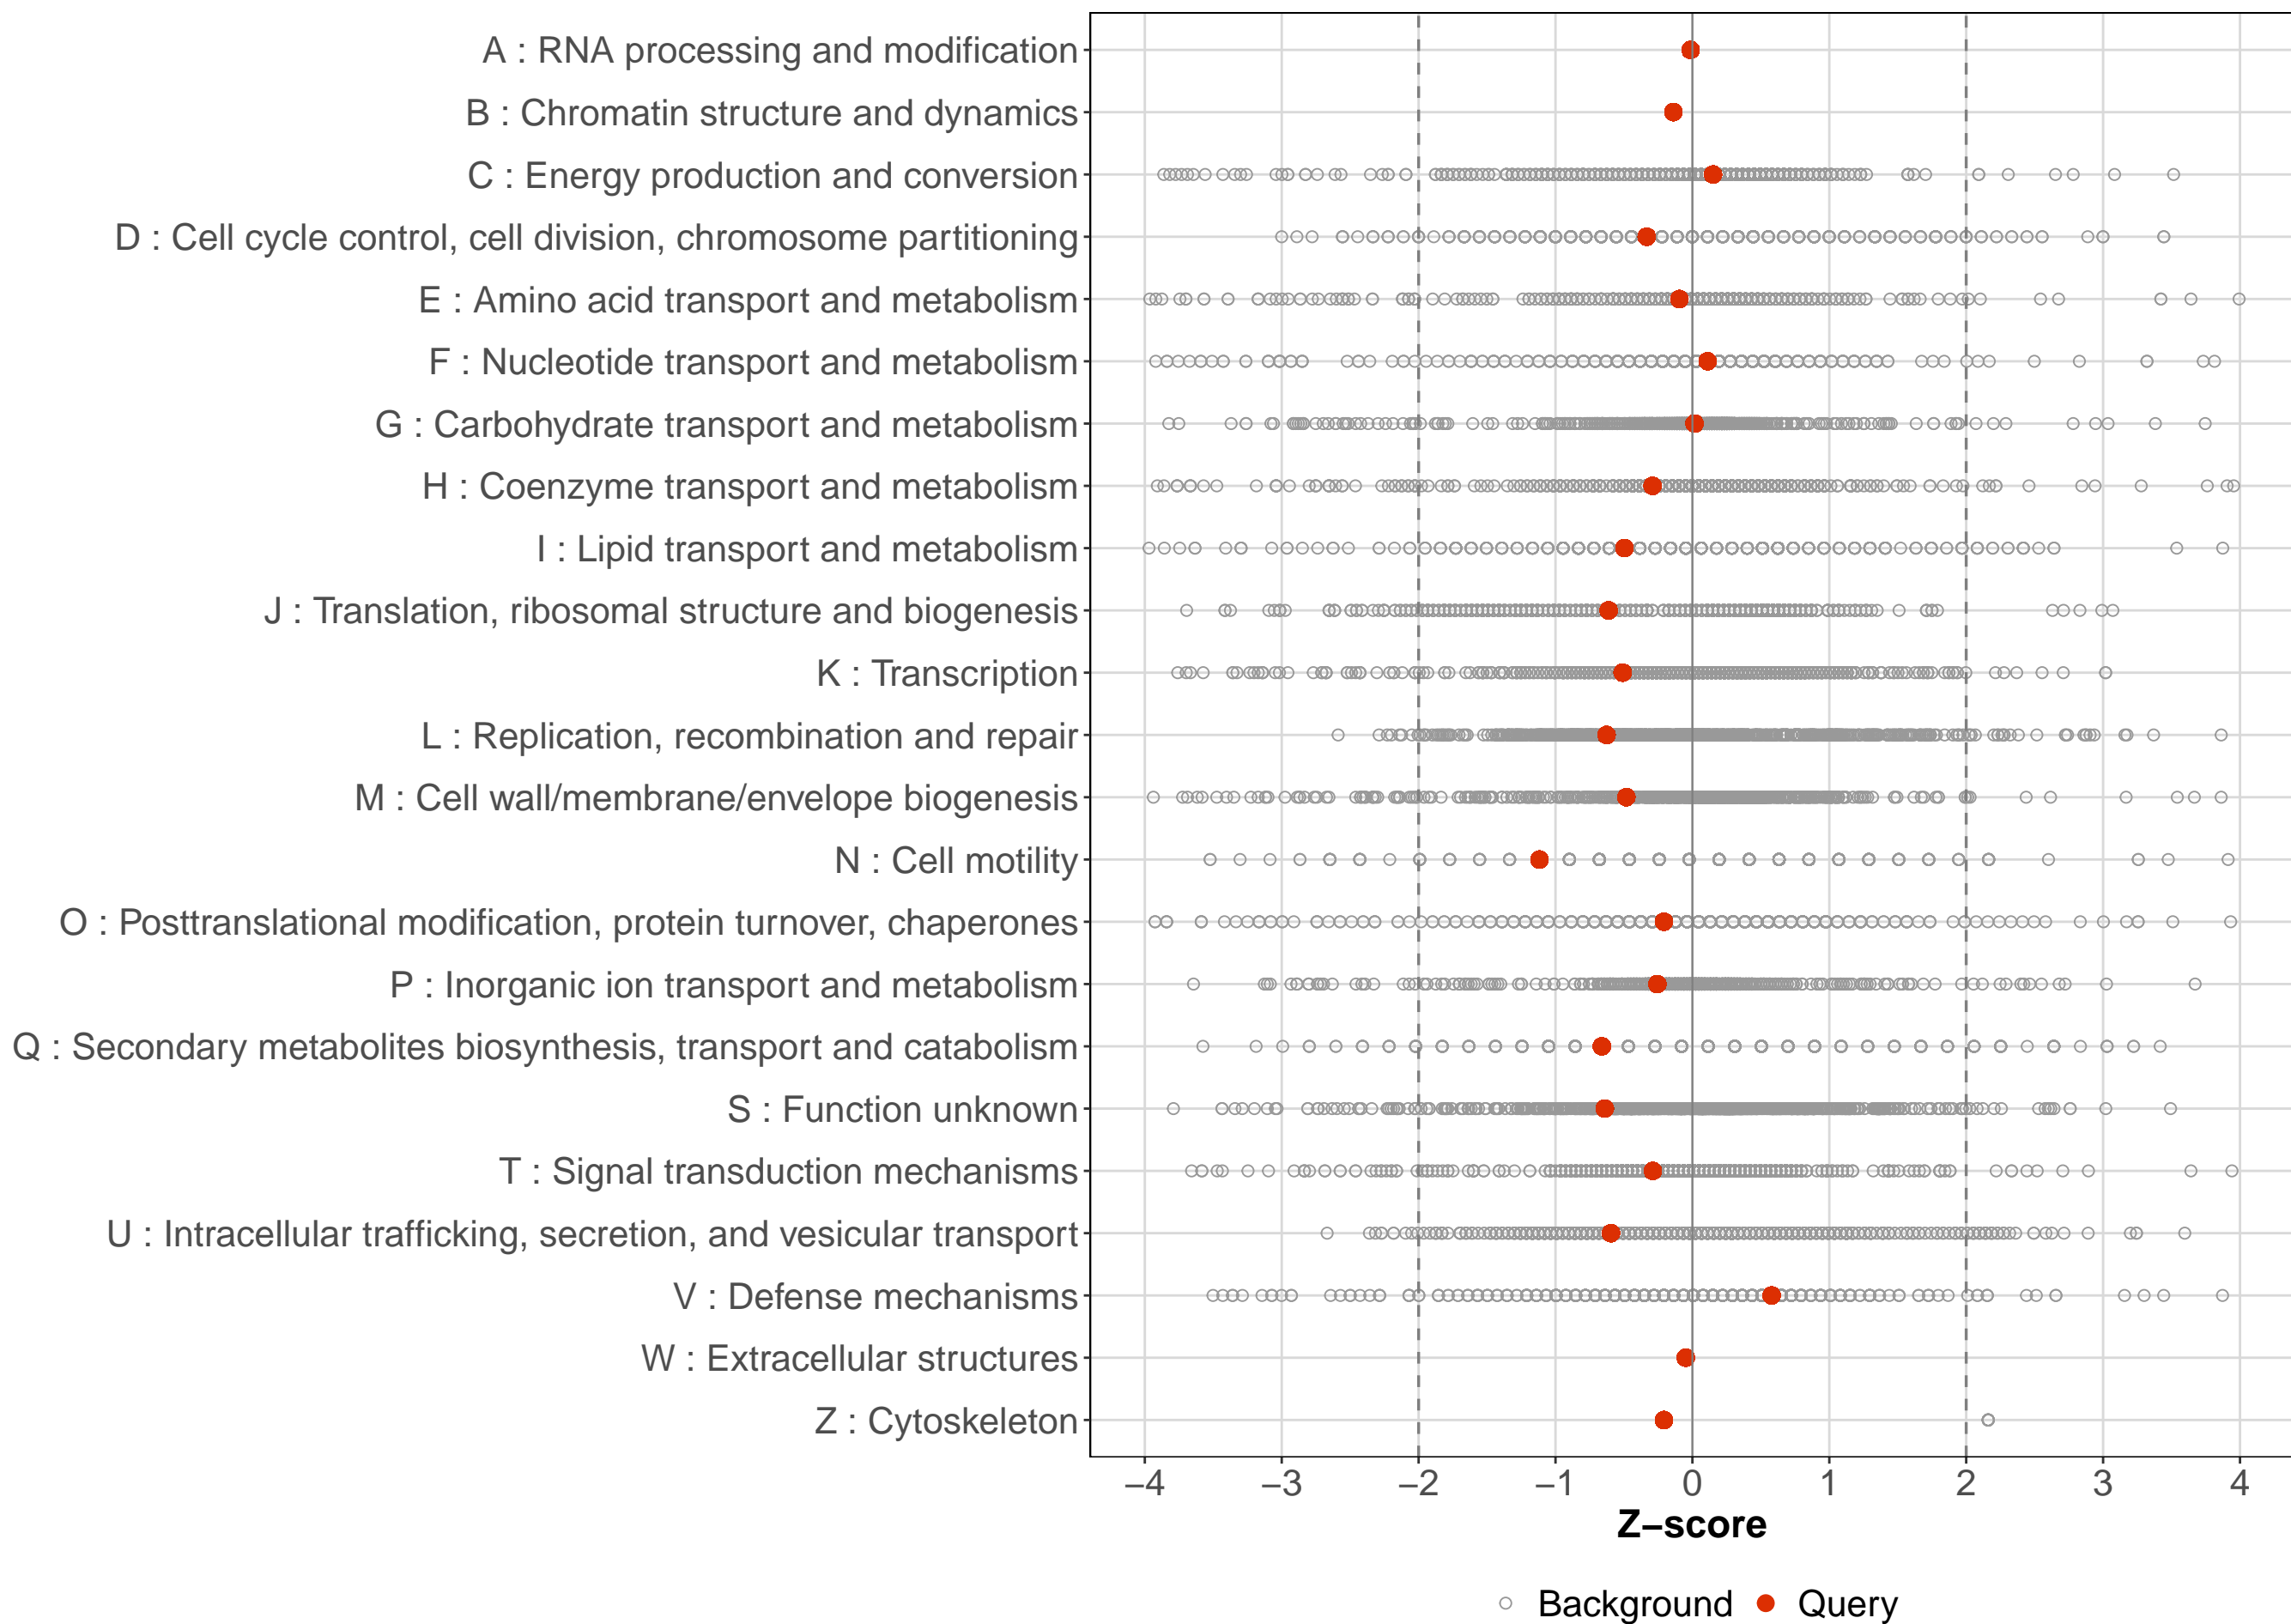 A : RNA processing and modification
B : Chromatin structure and dynamics
C : Energy production and conversion
D : Cell cycle control, cell division, chromosome partitioning
E : Amino acid transport and metabolism
F : Nucleotide transport and metabolism
G : Carbohydrate transport and metabolism
H : Coenzyme transport and metabolism
I : Lipid transport and metabolism
J : Translation, ribosomal structure and biogenesis
K : Transcription
L : Replication, recombination and repair
M : Cell wall/membrane/envelope biogenesis
N : Cell motility
O : Posttranslational modification, protein turnover, chaperones
P : Inorganic ion transport and metabolism
Q : Secondary metabolites biosynthesis, transport and catabolism
S : Function unknown
T : Signal transduction mechanisms
U : Intracellular trafficking, secretion, and vesicular transport
V : Defense mechanisms
W : Extracellular structures
Z : Cytoskeleton
−4 −3 −2 −1 0 1 2 3 4
Z−score
Background Query